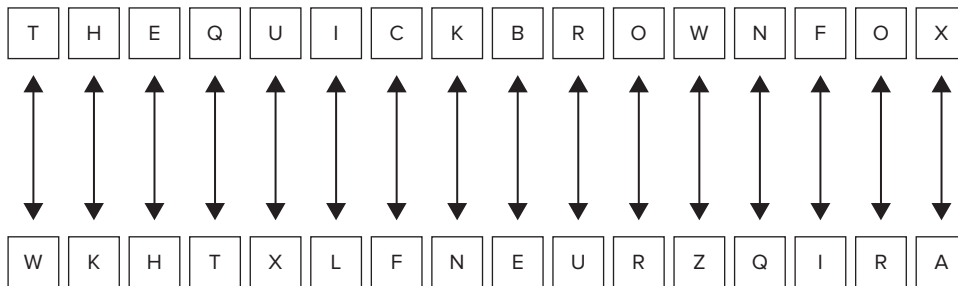 T H E Q U I C K B R O W N F O X
W K H T X L F N E U R Z Q I R A